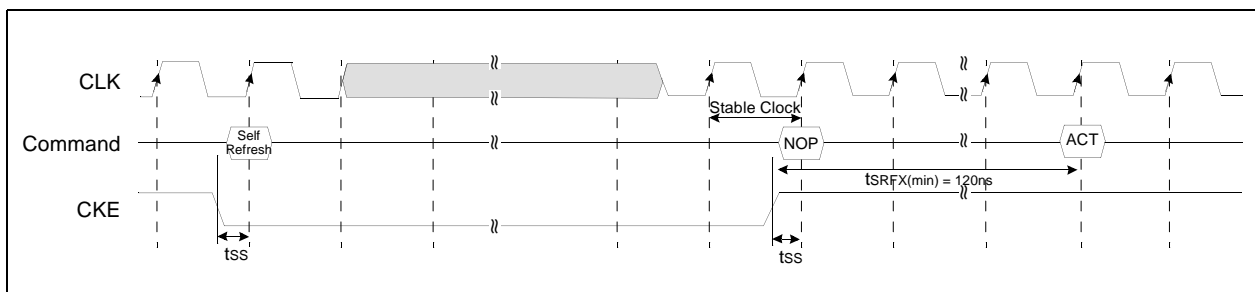 CLK
Stable Clock
Command
Self
Refresh
NOP
ACT
tSRFX(min) = 120ns
CKE
tSS
tSS